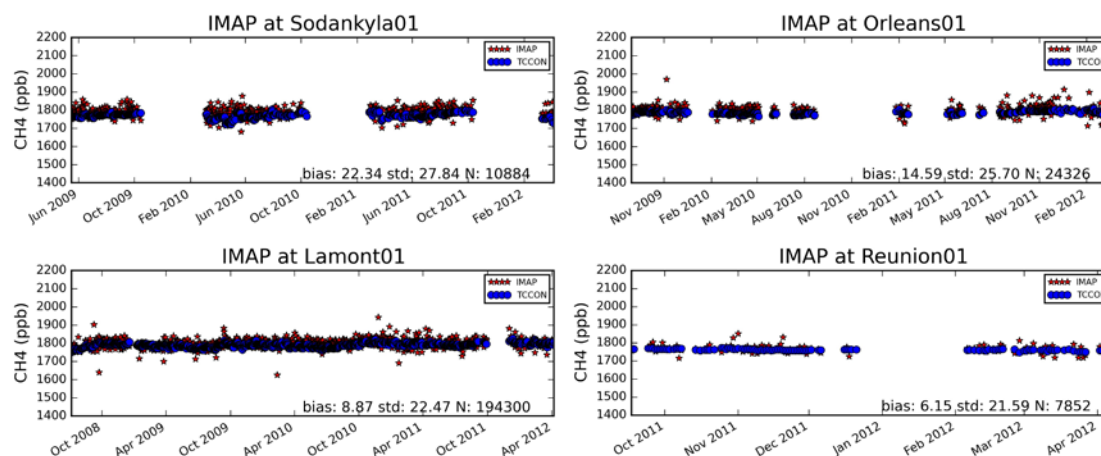 IMAP at Sodankyla01
CH4 (ppb)
2200
2100
2000
1900
1800
1700
1600
1500
1400
IMAP
TCCON
bias: 22.34 std: 27.84 N: 10884
Jun 2009
Oct 2009
Feb 2010
Jun 2010
Oct 2010
Feb 2011
Jun 2011
Oct 2011
Feb 2012
IMAP at Orleans01
CH4 (ppb)
2200
2100
2000
1900
1800
1700
1600
1500
1400
IMAP
TCCON
bias: 14.59 std: 25.70 N: 24326
Nov 2009
Feb 2010
May 2010
Aug 2010
Nov 2010
Feb 2011
May 2011
Aug 2011
Nov 2011
Feb 2012
IMAP at Lamont01
CH4 (ppb)
2200
2100
2000
1900
1800
1700
1600
1500
1400
IMAP
TCCON
bias: 8.87 std: 22.47 N: 194300
Oct 2008
Apr 2009
Oct 2009
Apr 2010
Oct 2010
Apr 2011
Oct 2011
Apr 2012
IMAP at Reunion01
CH4 (ppb)
2200
2100
2000
1900
1800
1700
1600
1500
1400
IMAP
TCCON
bias: 6.15 std: 21.59 N: 7852
Oct 2011
Nov 2011
Dec 2011
Jan 2012
Feb 2012
Mar 2012
Apr 2012